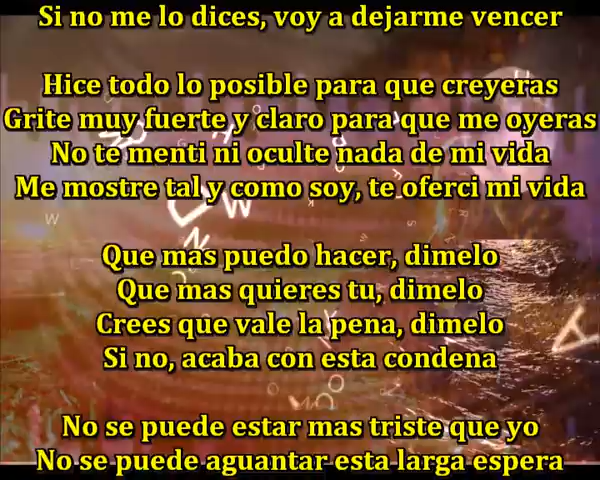 Si no me lo dices, voy a dejarme vencer
Hice todo lo posible para que creyeras
Grite muy fuerte y claro para que me oyeras
No te menti ni oculte nada de mi vida
Me mostre tal y como soy, te oferci mi vida
Que mas puedo hacer, dimelo
Que mas quieres tu, dimelo
Crees que vale la pena, dimelo
Si no, acaba con esta condena
No se puede estar mas triste que yo
No se puede aguantar esta larga espera